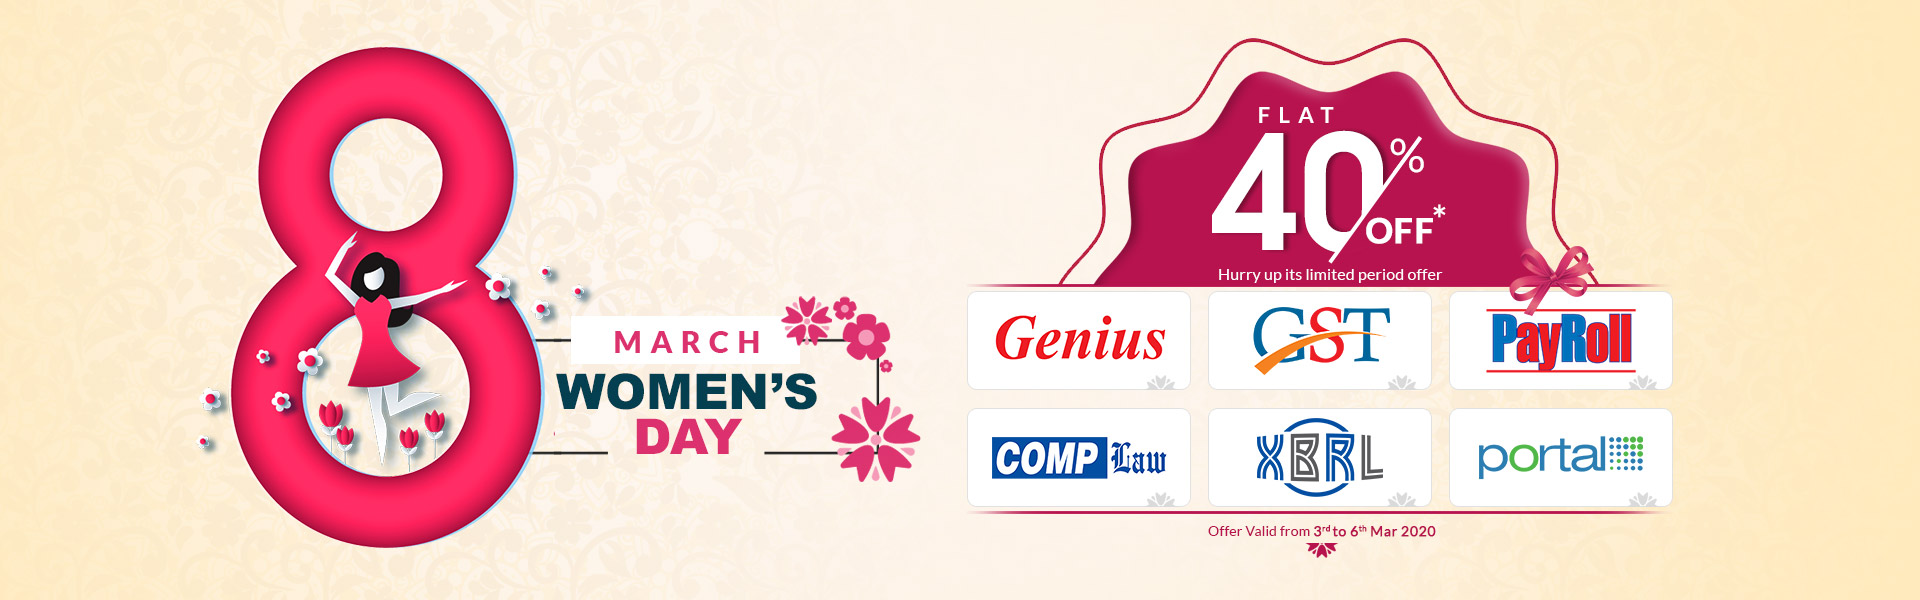 8
MARCH
WOMEN'S
DAY
FLAT
40% OFF*
Hurry up its limited period offer
Genius
GST
PayRoll
COMP Law
XBRL
portal
Offer Valid from 3rd to 6th Mar 2020